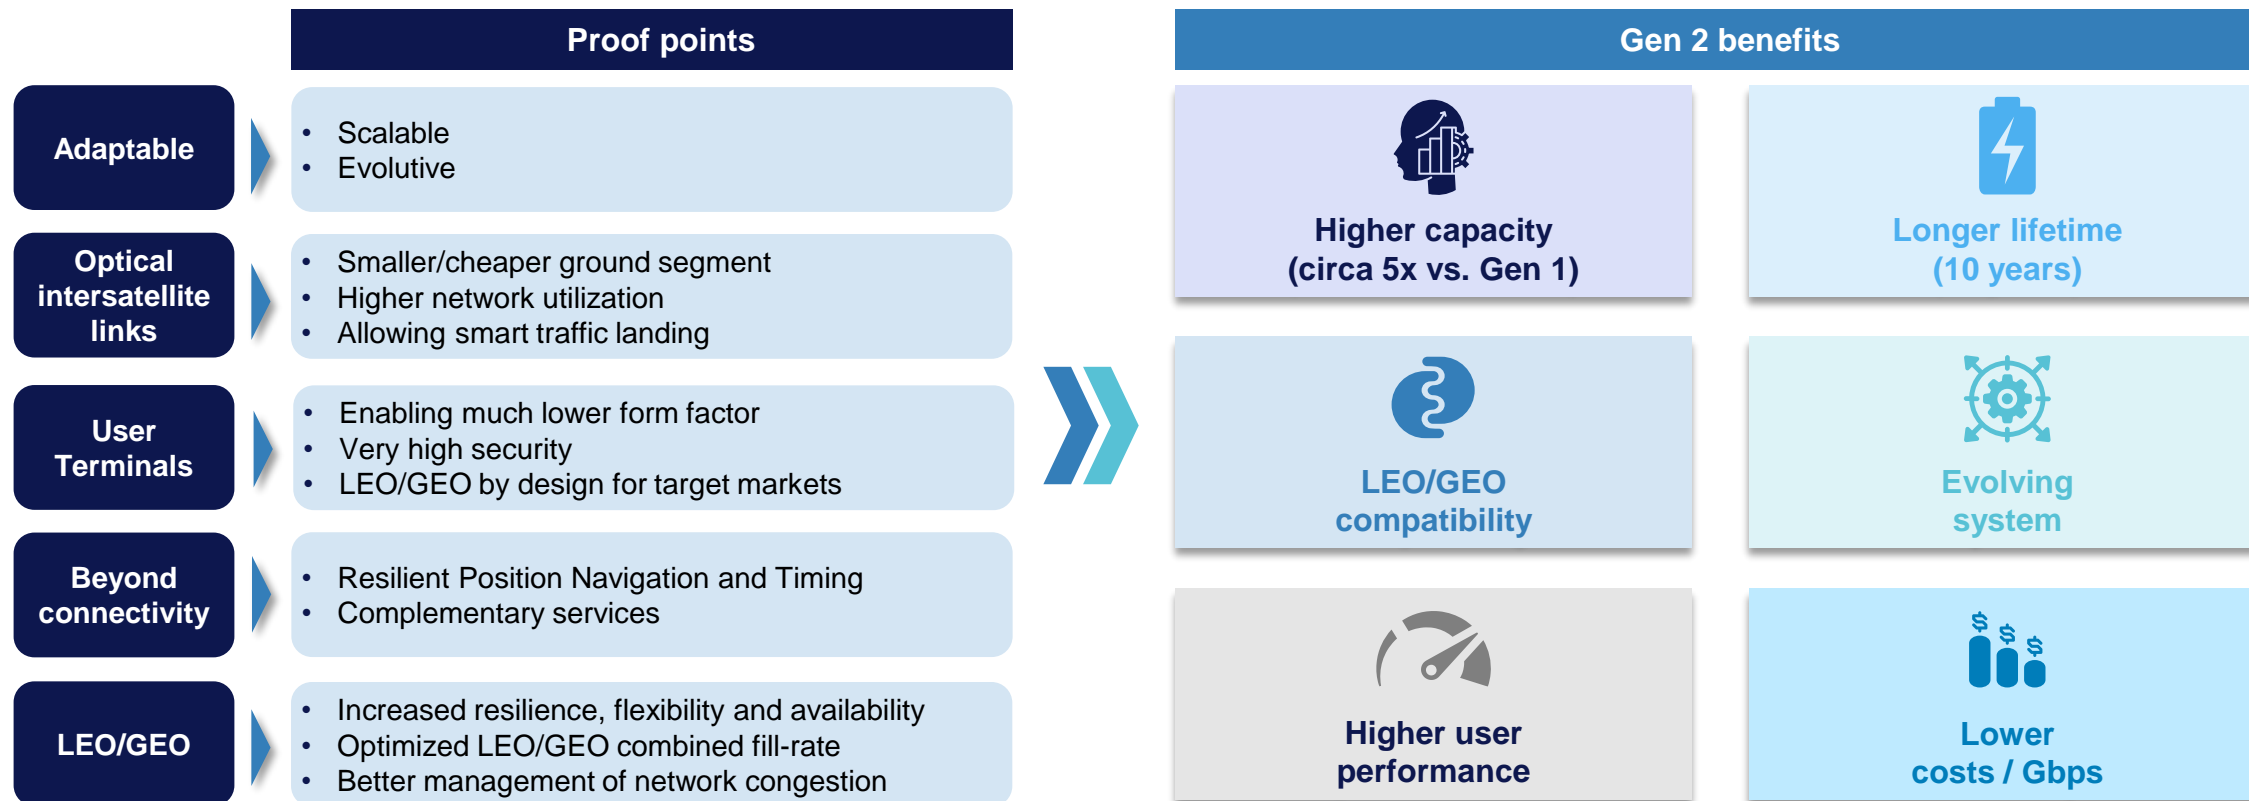 Proof points
Adaptable
• Scalable
• Evolutive
Optical
intersatellite
links
• Smaller/cheaper ground segment
• Higher network utilization
• Allowing smart traffic landing
User
Terminals
• Enabling much lower form factor
• Very high security
• LEO/GEO by design for target markets
Beyond
connectivity
• Resilient Position Navigation and Timing
• Complementary services
LEO/GEO
• Increased resilience, flexibility and availability
• Optimized LEO/GEO combined fill-rate
• Better management of network congestion
Gen 2 benefits
Higher capacity
(circa 5x vs. Gen 1)
Longer lifetime
(10 years)
LEO/GEO
compatibility
Evolving
system
Higher user
performance
$ $ $
Lower
costs / Gbps